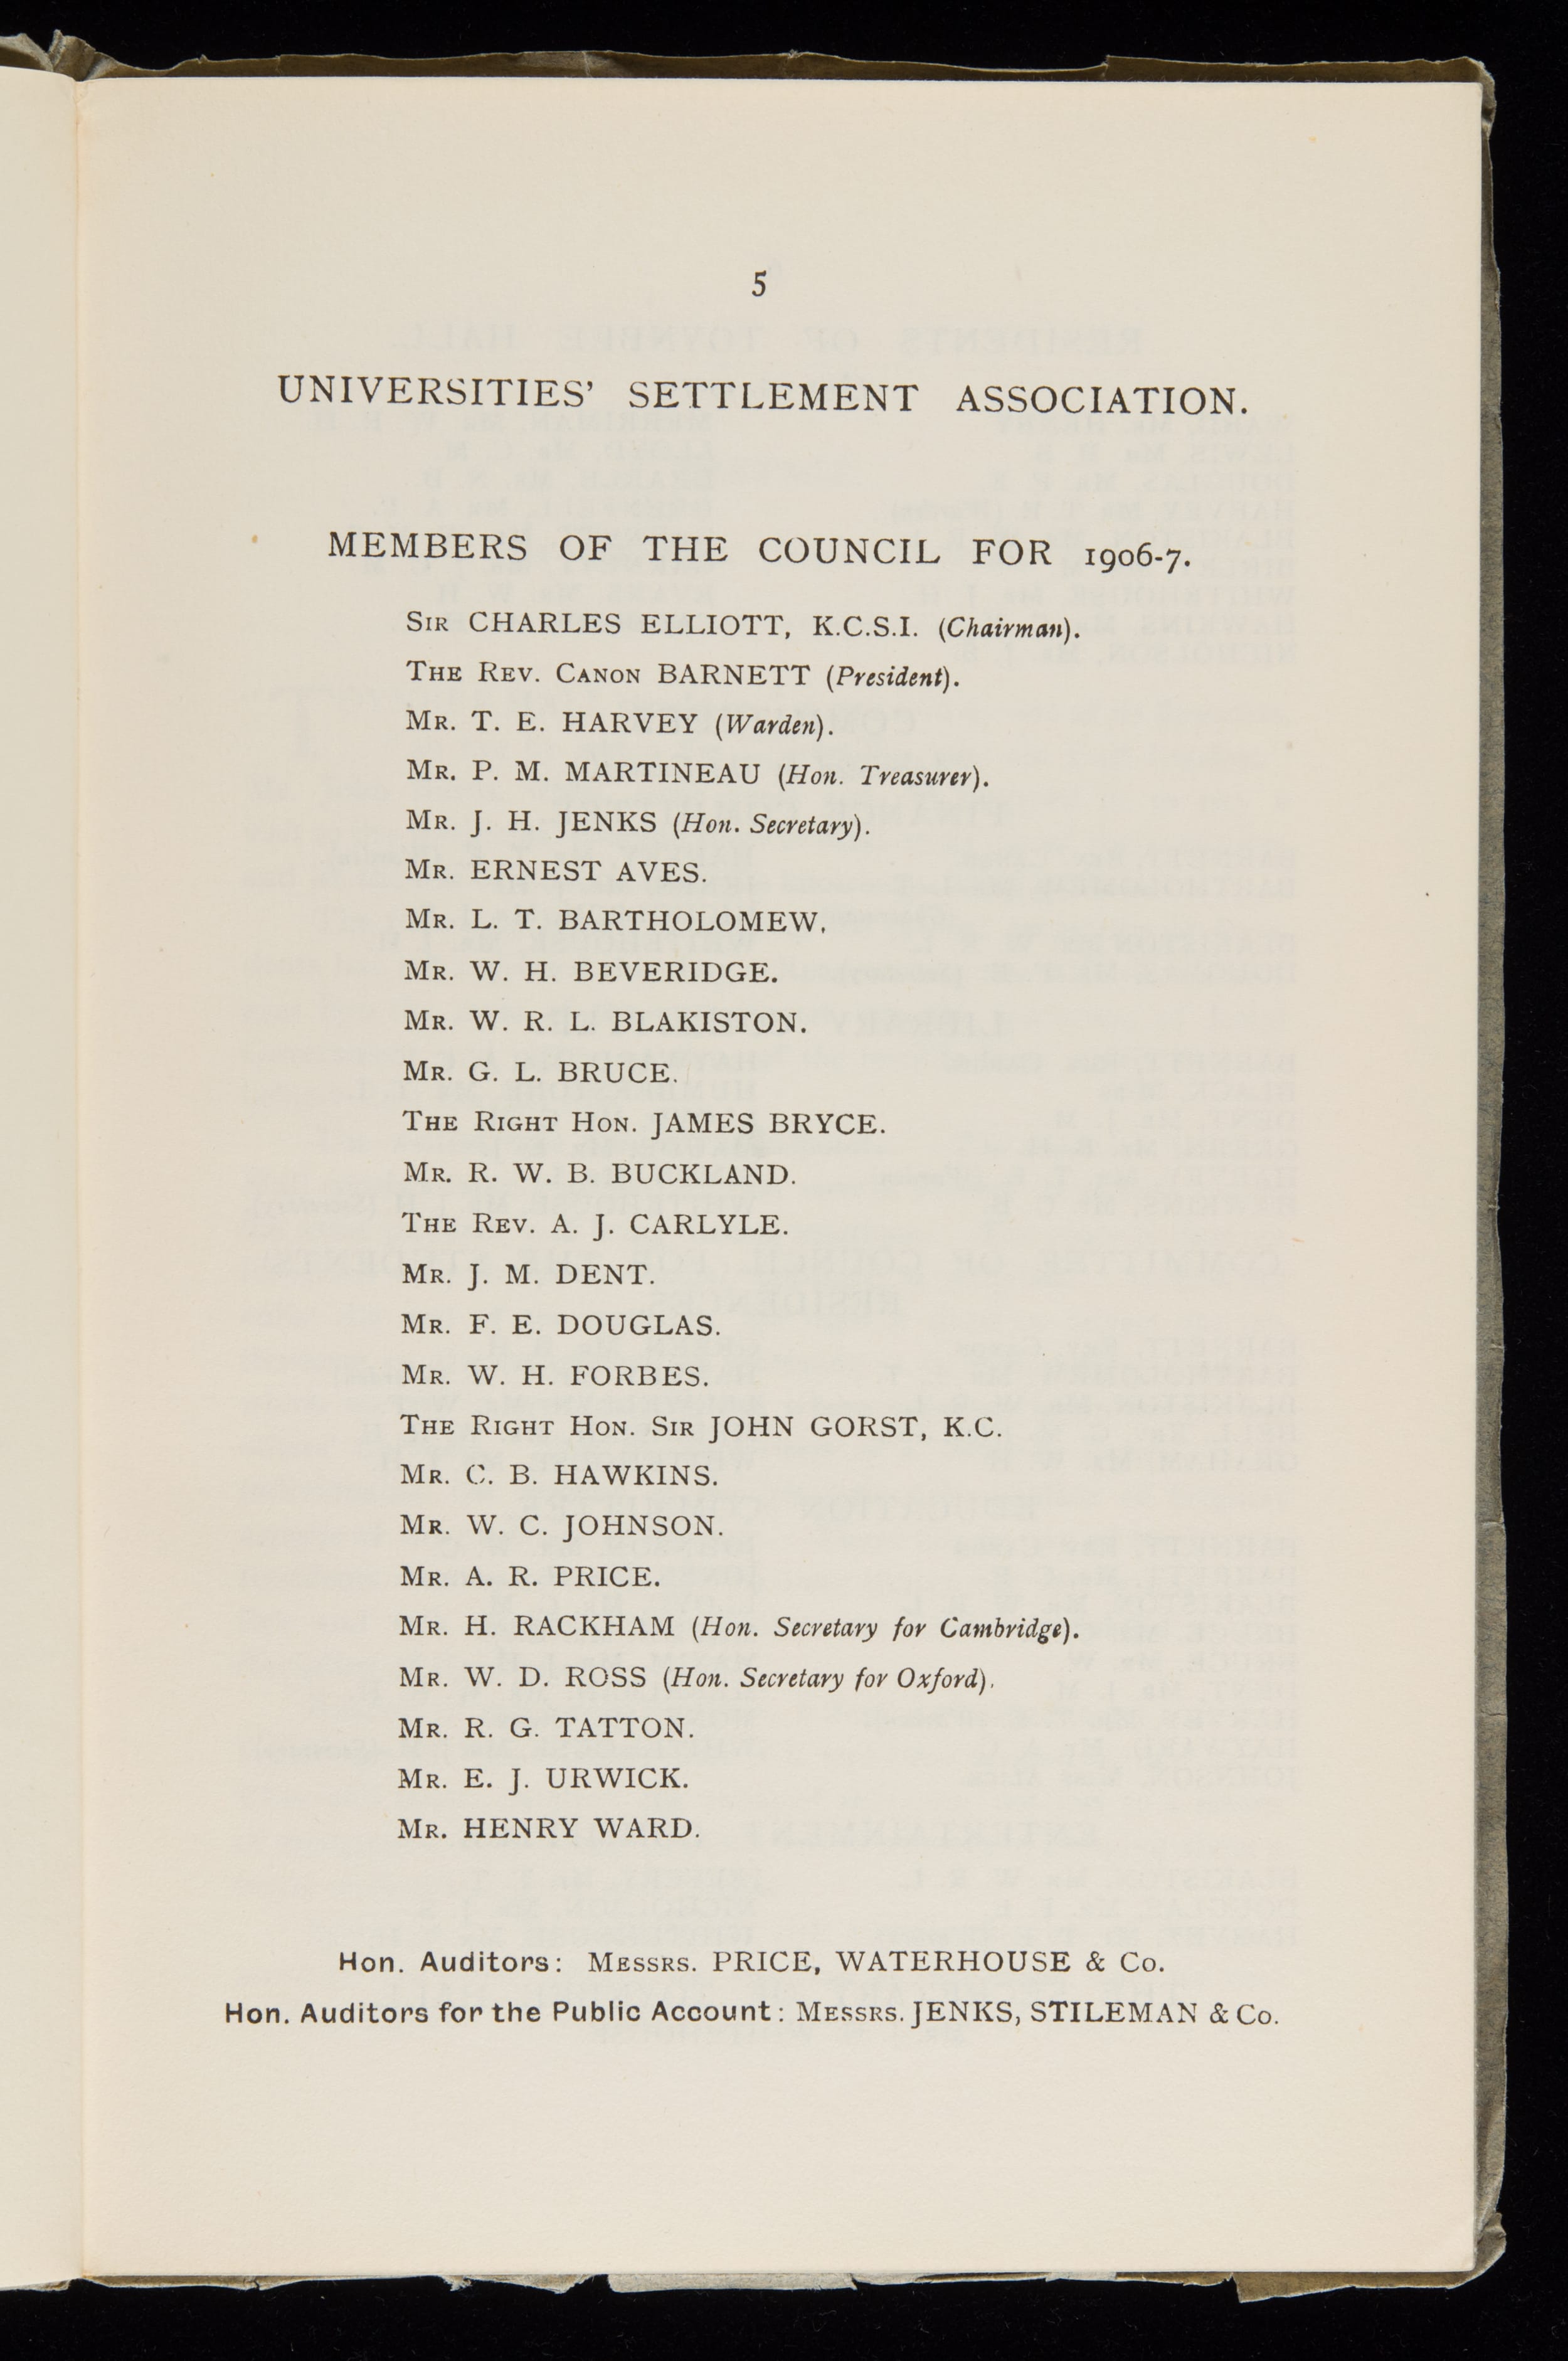 5
UNIVERSITIES' SETTLEMENT ASSOCIATION.
MEMBERS OF THE COUNCIL FOR 1906-7.
SIR CHARLES ELLIOTT, K.C.S.I. (Chairman).
THE REV. CANON BARNETT (President).
MR. T. E. HARVEY (Warden).
MR. P. M. MARTINEAU (Hon. Treasurer).
MR. J. H. JENKS (Hon. Secretary).
MR. ERNEST AVES.
MR. L. T. BARTHOLOMEW.
MR. W. H. BEVERIDGE.
MR. W. R. L. BLAKISTON.
MR. G. L. BRUCE.
THE RIGHT HON. JAMES BRYCE.
MR. R. W. B. BUCKLAND.
THE REV. A. J. CARLYLE.
MR. J. M. DENT.
MR. F. E. DOUGLAS.
MR. W. H. FORBES.
THE RIGHT HON. SIR JOHN GORST, K.C.
MR. C. B. HAWKINS.
MR. W. C. JOHNSON.
MR. A. R. PRICE.
MR. H. RACKHAM (Hon. Secretary for Cambridge).
MR. W. D. ROSS (Hon. Secretary for Oxford).
MR. R. G. TATTON.
MR. E. J. URWICK.
MR. HENRY WARD.
Hon. Auditors: MESSRS. PRICE, WATERHOUSE & Co.
Hon. Auditors for the Public Account: MESSRS. JENKS, STILEMAN & Co.